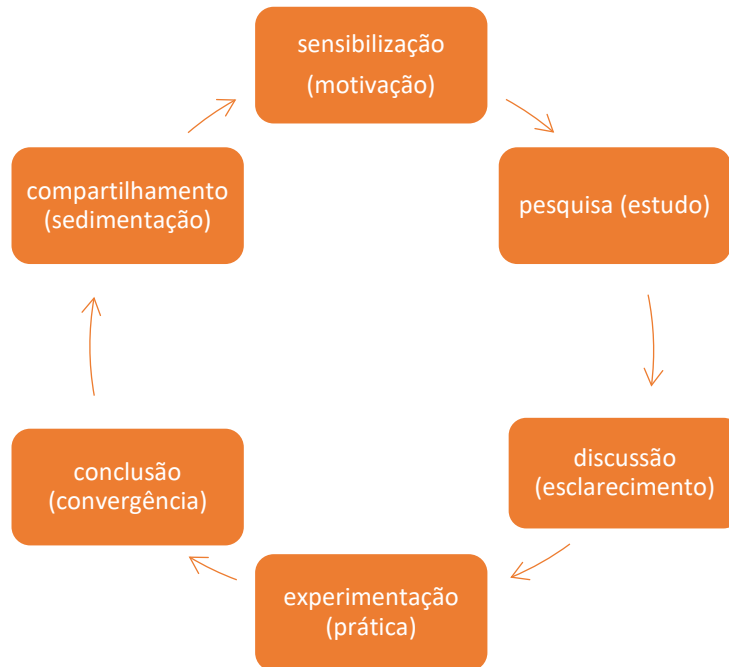 sensibilização
(motivação)
pesquisa (estudo)
discussão
(esclarecimento)
experimentação
(prática)
conclusão
(convergência)
compartilhamento
(sedimentação)